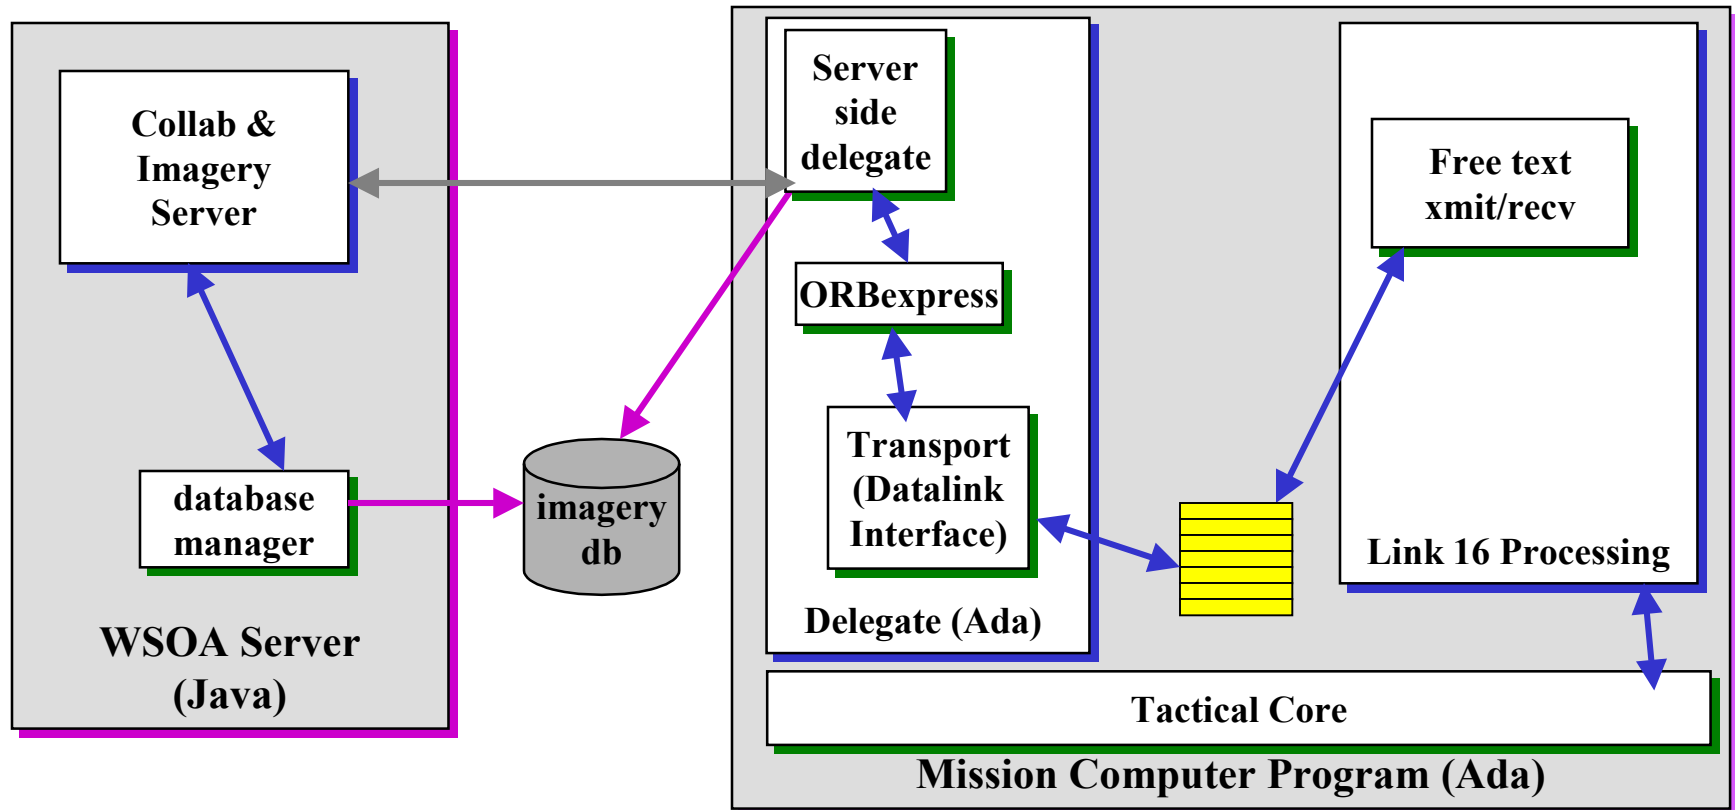 Collab &
Imagery
Server
database
manager
WSOA Server
(Java)
imagery
db
Server
side
delegate
ORBexpress
Transport
(Datalink
Interface)
Delegate (Ada)
Free text
xmit/recv
Link 16 Processing
Tactical Core
Mission Computer Program (Ada)